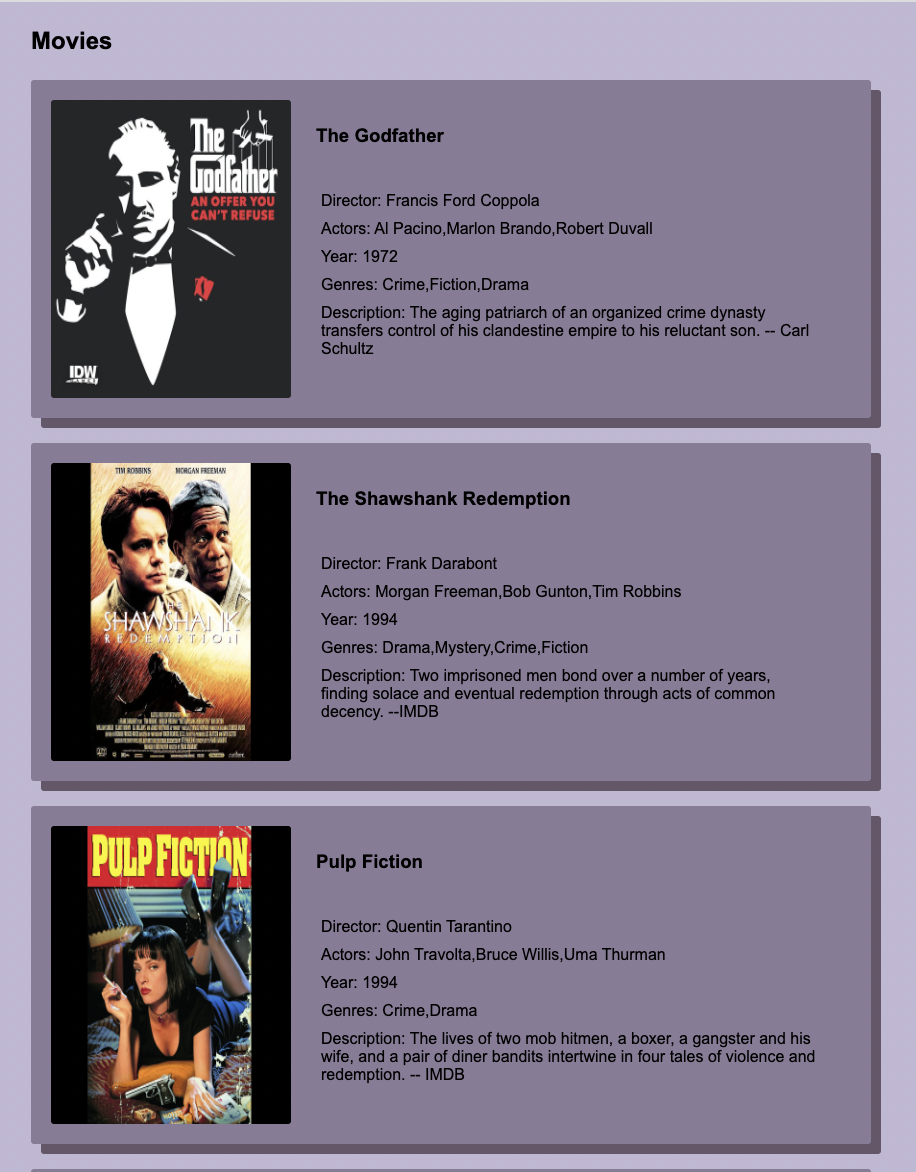 Movies
The
Godfather
AN OFFER YOU
CAN'T REFUSE
IDW
The Godfather
Director: Francis Ford Coppola
Actors: Al Pacino,Marlon Brando,Robert Duvall
Year: 1972
Genres: Crime,Fiction,Drama
Description: The aging patriarch of an organized crime dynasty
transfers control of his clandestine empire to his reluctant son. -- Carl
Schultz
TIM ROBBINS MORGAN FREEMAN
THE
SHAWSHANK
REDEMPTION
The Shawshank Redemption
Director: Frank Darabont
Actors: Morgan Freeman,Bob Gunton,Tim Robbins
Year: 1994
Genres: Drama,Mystery,Crime,Fiction
Description: Two imprisoned men bond over a number of years,
finding solace and eventual redemption through acts of common
decency. --IMDB
PULP FICTION
Pulp Fiction
Director: Quentin Tarantino
Actors: John Travolta,Bruce Willis,Uma Thurman
Year: 1994
Genres: Crime,Drama
Description: The lives of two mob hitmen, a boxer, a gangster and his
wife, and a pair of diner bandits intertwine in four tales of violence and
redemption. -- IMDB